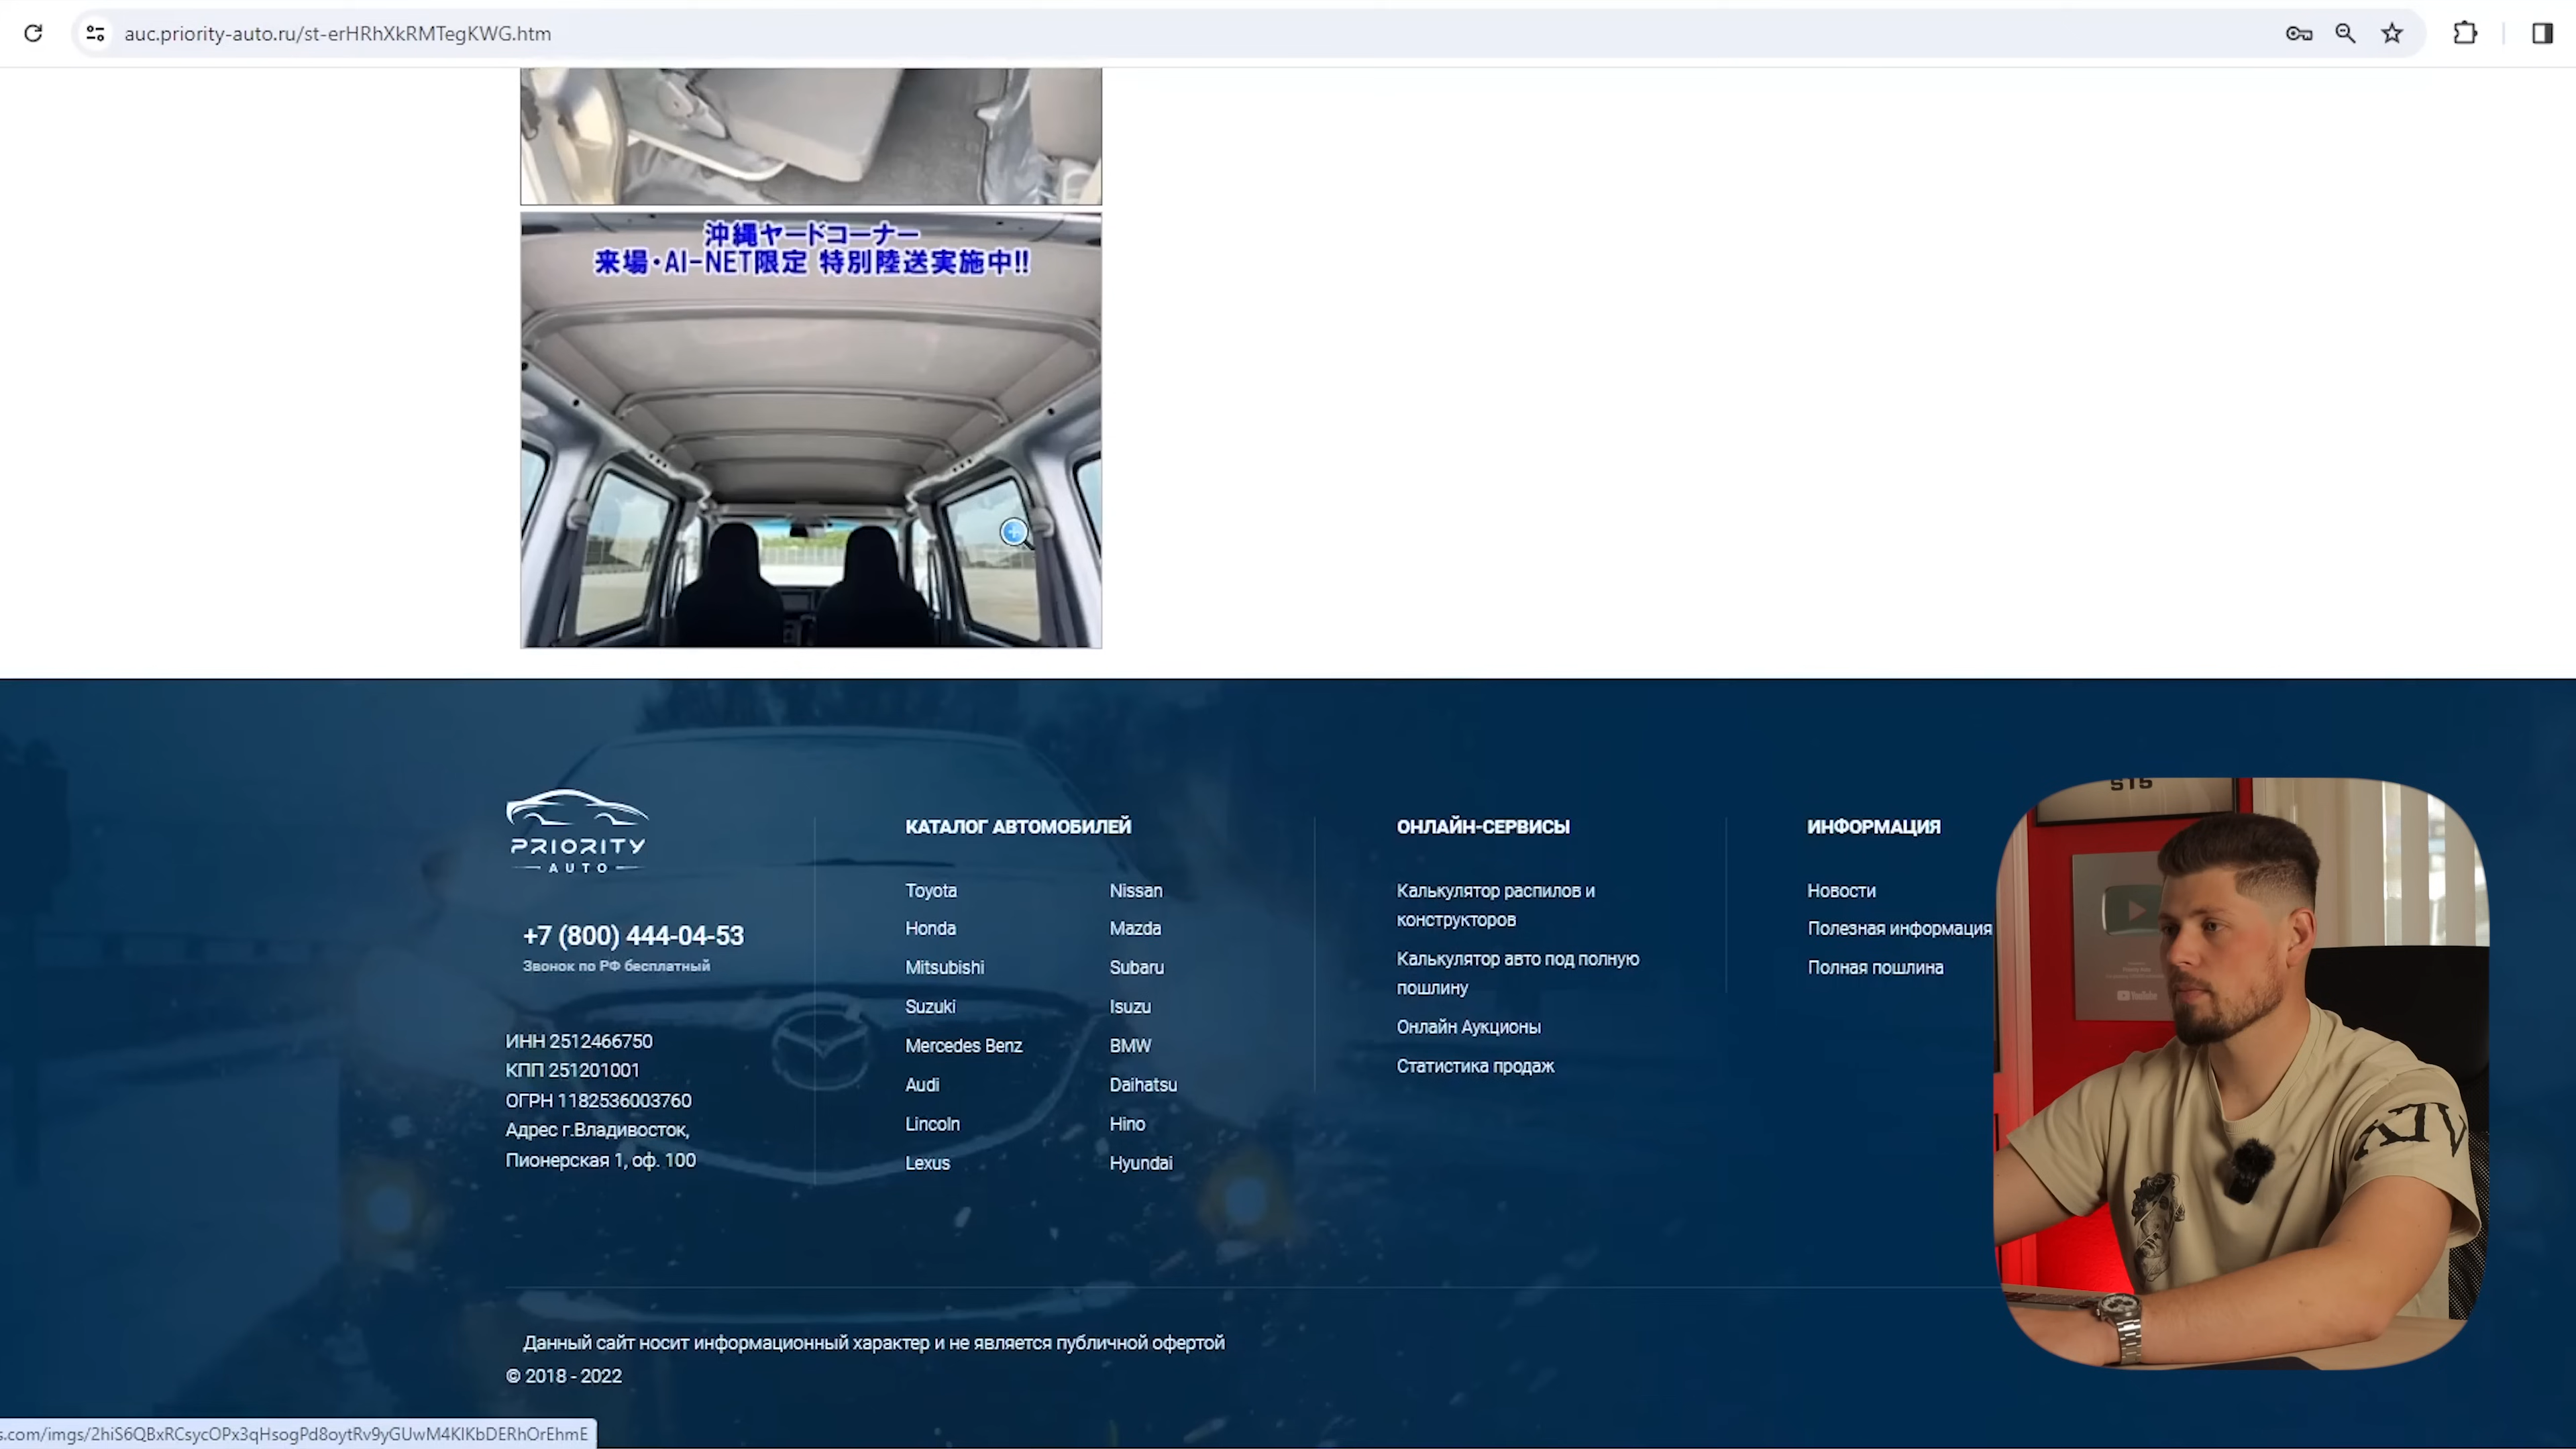 auc.priority-auto.ru/st-erHRhXkRMTegKWG.htm
沖縄ヤードコーナー
来場・AI-NET限定 特別陸送実施中!!
PRIORITY
AUTO
+7 (800) 444-04-53
Звонок по РФ бесплатный
ИНН 2512466750
КПП 251201001
ОГРН 1182536003760
Адрес г.Владивосток,
Пионерская 1, оф. 100
КАТАЛОГ АВТОМОБИЛЕЙ
Toyota
Honda
Mitsubishi
Suzuki
Mercedes Benz
Audi
Lincoln
Lexus
Nissan
Mazda
Subaru
Isuzu
BMW
Daihatsu
Hino
Hyundai
ОНЛАЙН-СЕРВИСЫ
Калькулятор распилов и
конструкторов
Калькулятор авто под полную
пошлину
Онлайн Аукционы
Статистика продаж
ИНФОРМАЦИЯ
Новости
Полезная информация
Полная пошлина
YouTube
Данный сайт носит информационный характер и не является публичной офертой
© 2018 - 2022
s.com/imgs/2hiS6QBxRCsycOPx3qHsogPd8oytRv9yGUwM4KlKbDERhOrEhmE